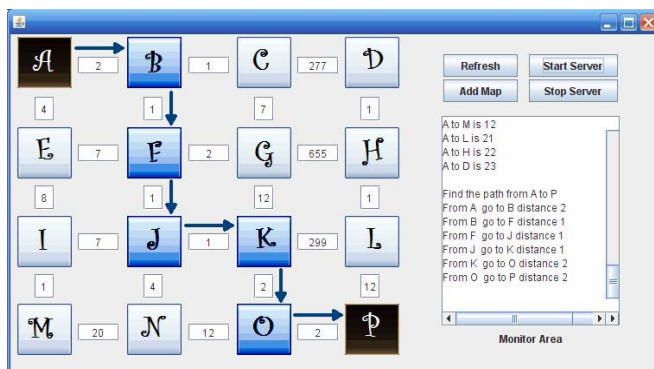 A 2 B 1 C 277 D
Refresh Start Server
Add Map Stop Server
4 1 7 1
E 7 F 2 G 655 H
8 1 12 1
I 7 J 1 K 299 L
1 4 2 12
M 20 N 12 O 2 P
A to M is 12
A to L is 21
A to H is 22
A to D is 23
Find the path from A to P
From A go to B distance 2
From B go to F distance 1
From F go to J distance 1
From J go to K distance 1
From K go to O distance 2
From O go to P distance 2
Monitor Area